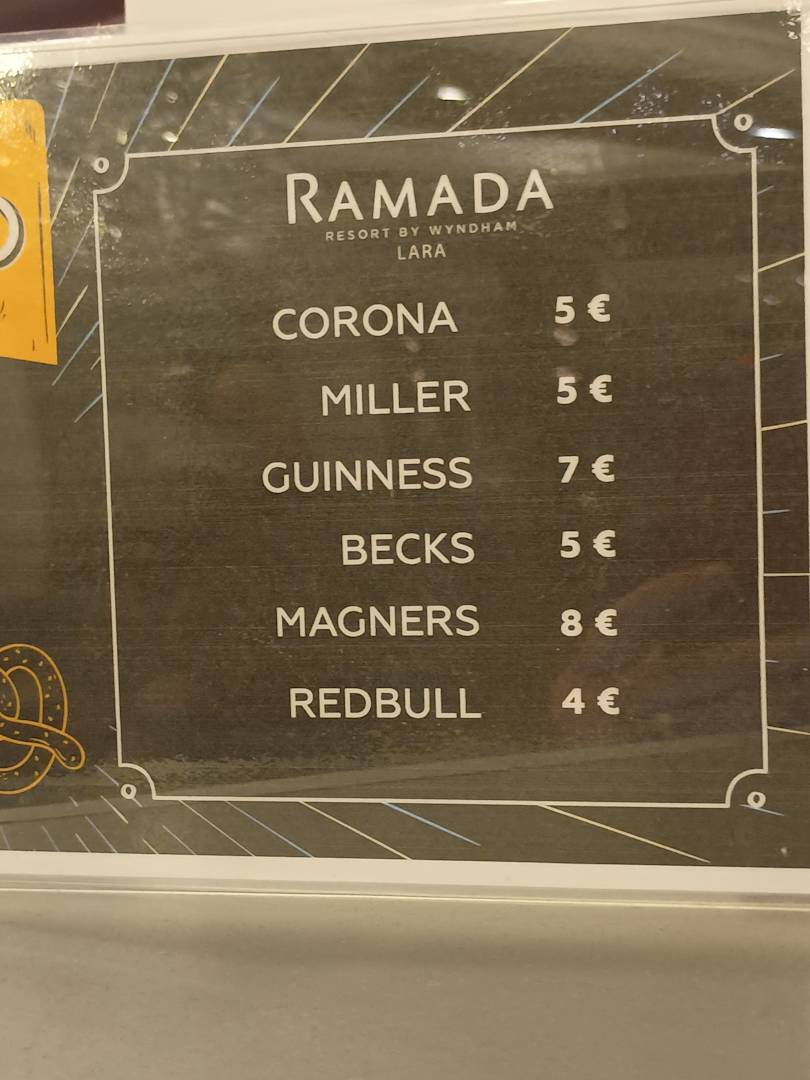 RAMADA
RESORT BY WYNDHAM
LARA
CORONA 5 €
MILLER 5 €
GUINNESS 7 €
BECKS 5 €
MAGNERS 8 €
REDBULL 4 €